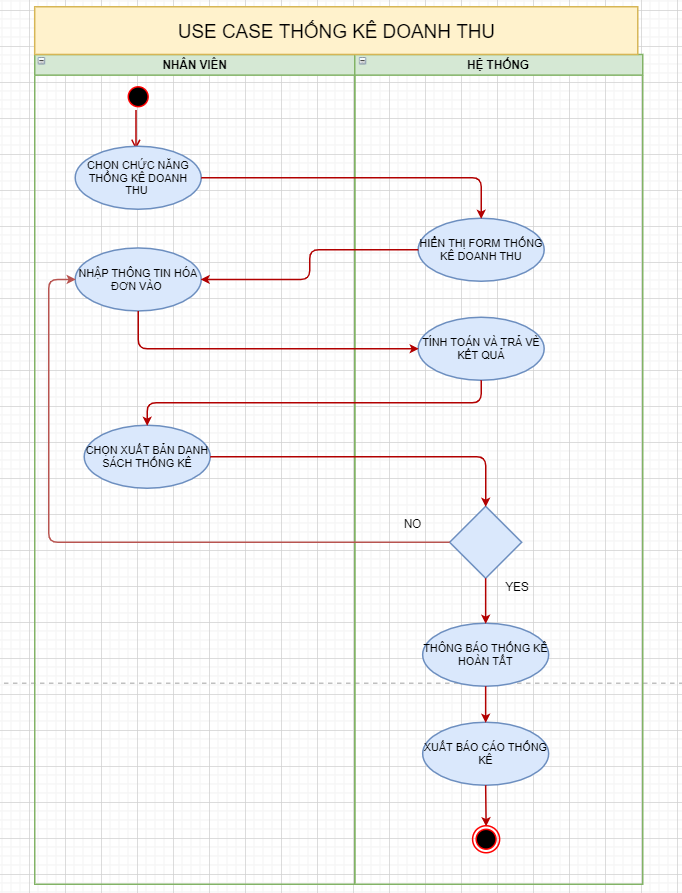 USE CASE THỐNG KÊ DOANH THU
NHÂN VIÊN
HỆ THỐNG
CHỌN CHỨC NĂNG
THỐNG KÊ DOANH
THU
HIỂN THỊ FORM THỐNG
KÊ DOANH THU
NHẬP THÔNG TIN HÓA
ĐƠN VÀO
TÍNH TOÁN VÀ TRẢ VỀ
KẾT QUẢ
CHỌN XUẤT BẢN DANH
SÁCH THỐNG KÊ
NO
YES
THÔNG BÁO THỐNG KÊ
HOÀN TẤT
XUẤT BÁO CÁO THỐNG
KÊ